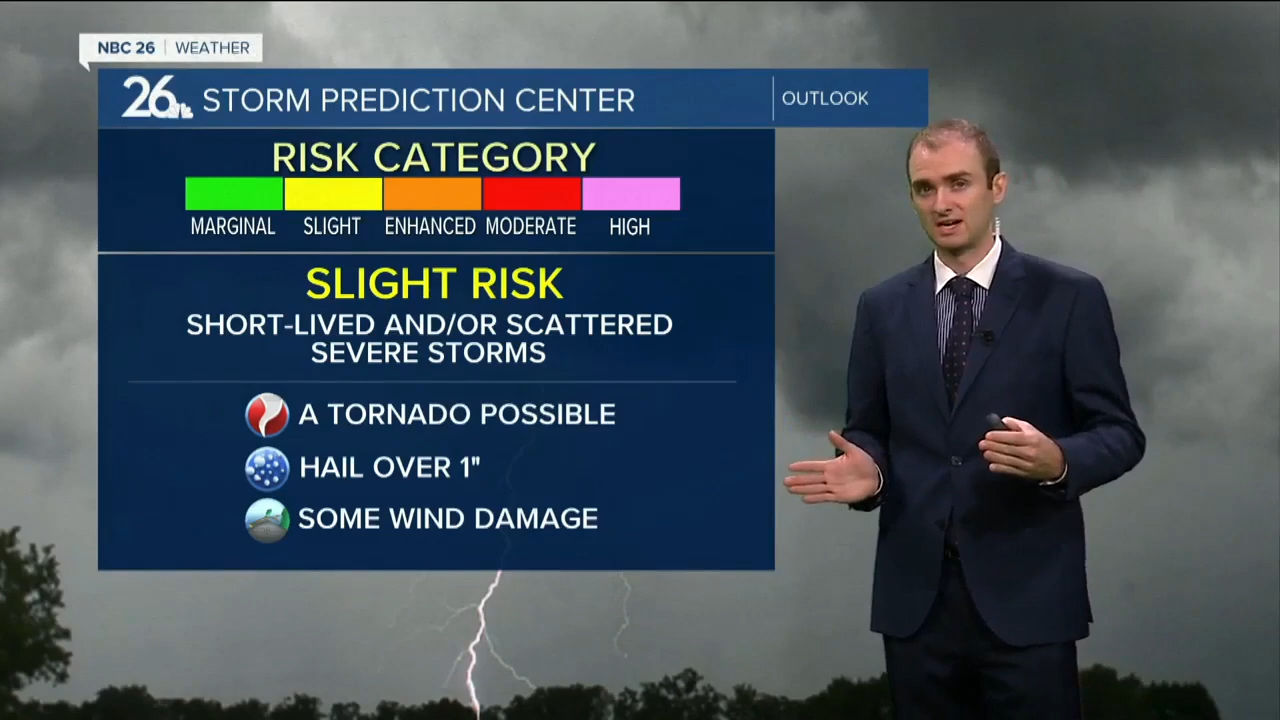 NBC 26 | WEATHER
26 STORM PREDICTION CENTER
OUTLOOK
RISK CATEGORY
MARGINAL SLIGHT ENHANCED MODERATE HIGH
SLIGHT RISK
SHORT-LIVED AND/OR SCATTERED
SEVERE STORMS
A TORNADO POSSIBLE
HAIL OVER 1"
SOME WIND DAMAGE